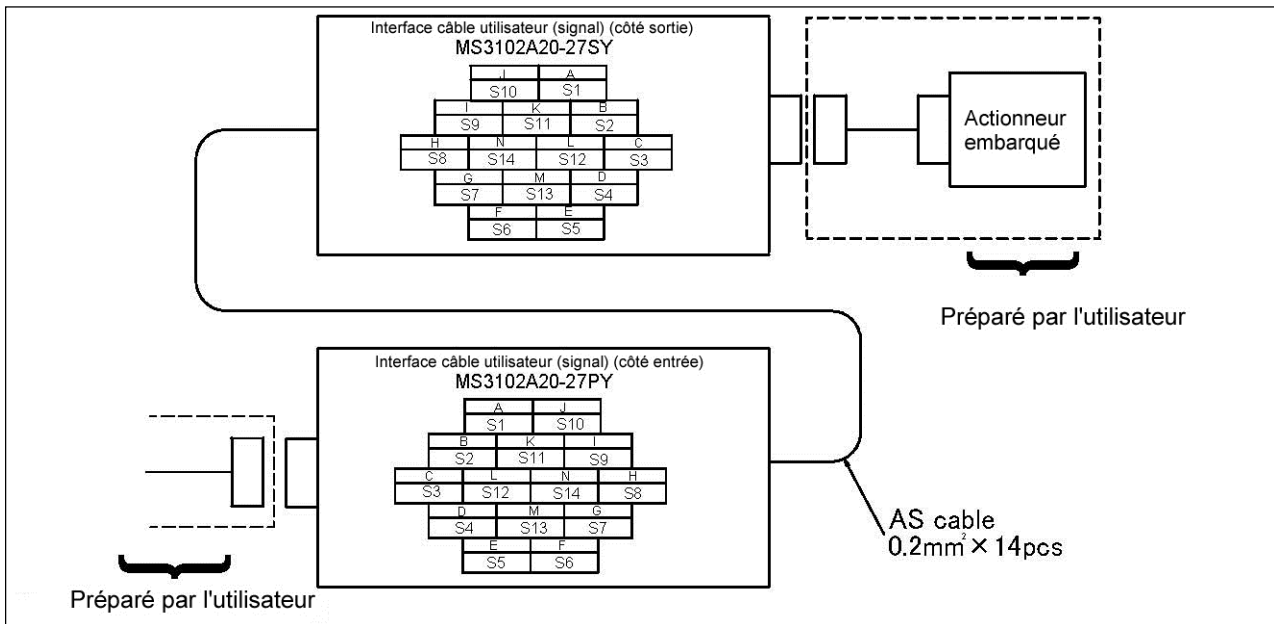 Interface câble utilisateur (signal) (côté sortie)
MS3102A20-27SY
J A
S10 S1
I K B
S9 S11 S2
H N L C
S8 S14 S12 S3
G M D
S7 S13 S4
F E
S6 S5
Actionneur
embarqué
Préparé par l'utilisateur
Interface câble utilisateur (signal) (côté entrée)
MS3102A20-27PY
A J
S1 S10
B K I
S2 S11 S9
C L N H
S3 S12 S14 S8
D M G
S4 S13 S7
E F
S5 S6
AS cable
0.2mm² × 14pcs
Préparé par l'utilisateur